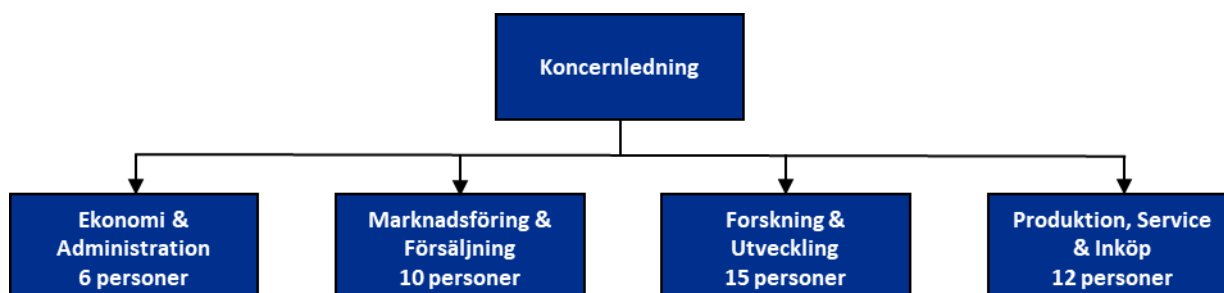 Koncernledning
Ekonomi &
Administration
6 personer
Marknadsföring &
Försäljning
10 personer
Forskning &
Utveckling
15 personer
Produktion, Service
& Inköp
12 personer